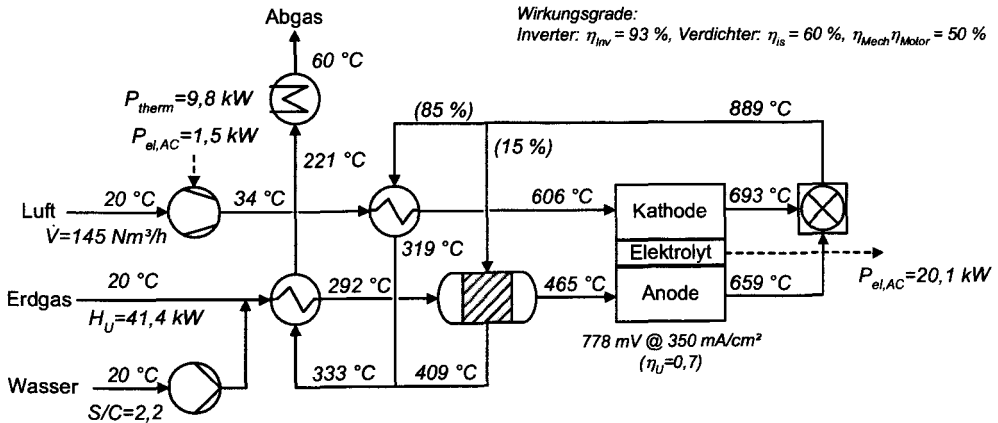 Abgas
Wirkungsgrade:
Inverter: η_Inv = 93 %, Verdichter: η_is = 60 %, η_Mech η_Motor = 50 %
60 °C
P_therm=9,8 kW
P_el,AC=1,5 kW
221 °C
(85 %)
(15 %)
889 °C
Luft
20 °C
V̇=145 Nm³/h
34 °C
606 °C
Kathode
693 °C
319 °C
Elektrolyt
P_el,AC=20,1 kW
Erdgas
20 °C
H_U=41,4 kW
292 °C
465 °C
Anode
659 °C
778 mV @ 350 mA/cm²
(η_U=0,7)
333 °C
409 °C
Wasser
20 °C
S/C=2,2